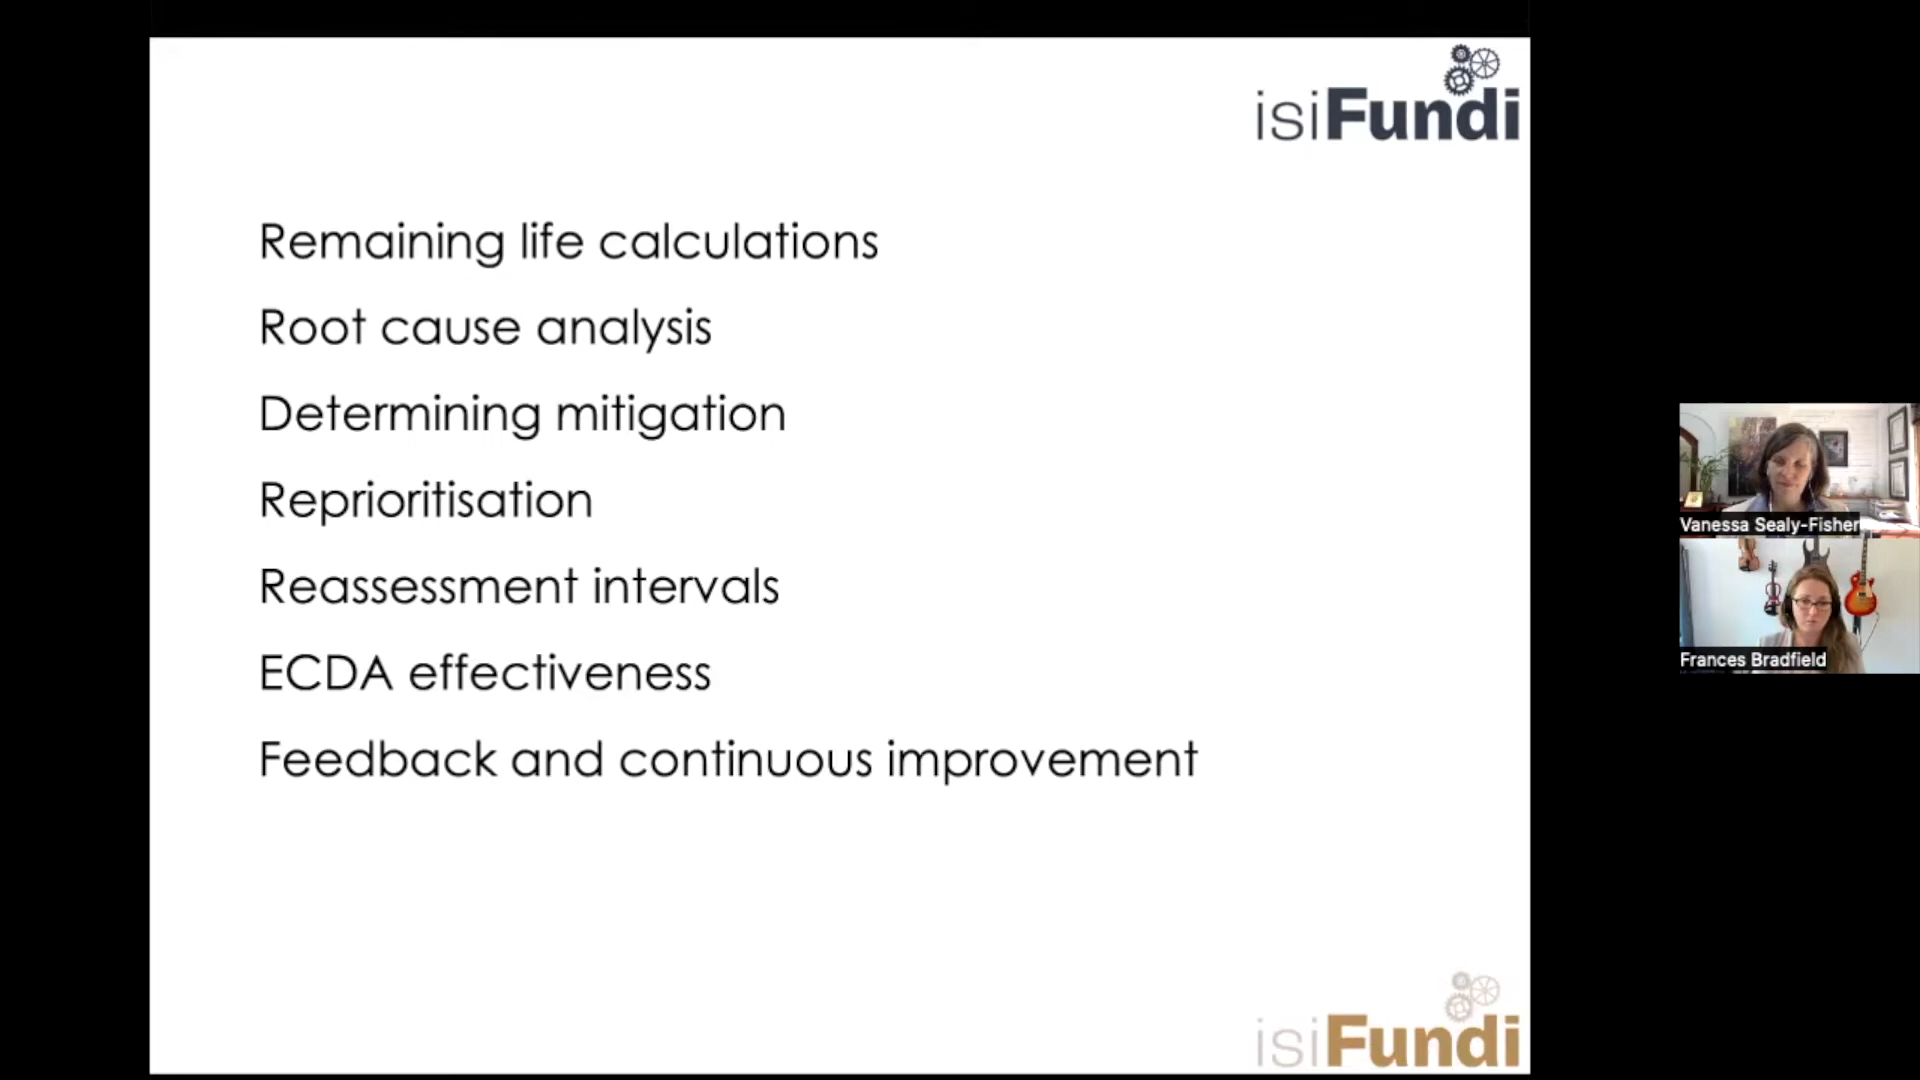 isiFundi
Remaining life calculations
Root cause analysis
Determining mitigation
Reprioritisation
Reassessment intervals
ECDA effectiveness
Feedback and continuous improvement
isiFundi
Vanessa Sealy-Fisher
Frances Bradfield